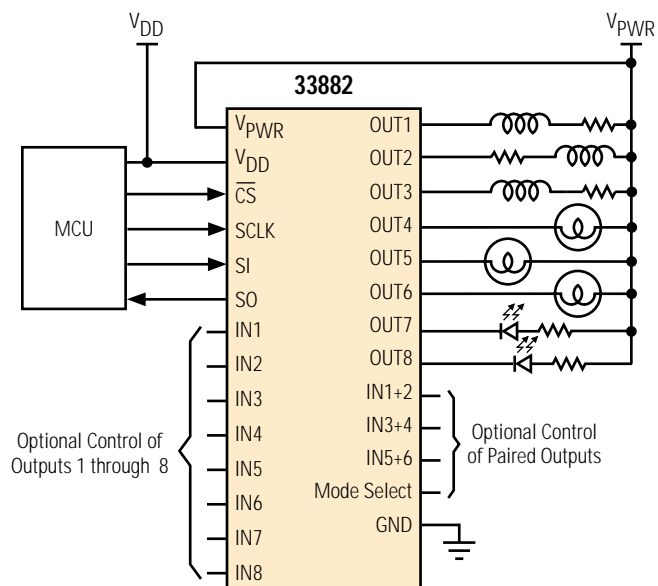 VDD
VPWR
33882
MCU
VPWR
VDD
CS
SCLK
SI
SO
IN1
IN2
IN3
IN4
IN5
IN6
IN7
IN8
Optional Control of
Outputs 1 through 8
OUT1
OUT2
OUT3
OUT4
OUT5
OUT6
OUT7
OUT8
IN1+2
IN3+4
IN5+6
Mode Select
GND
Optional Control
of Paired Outputs